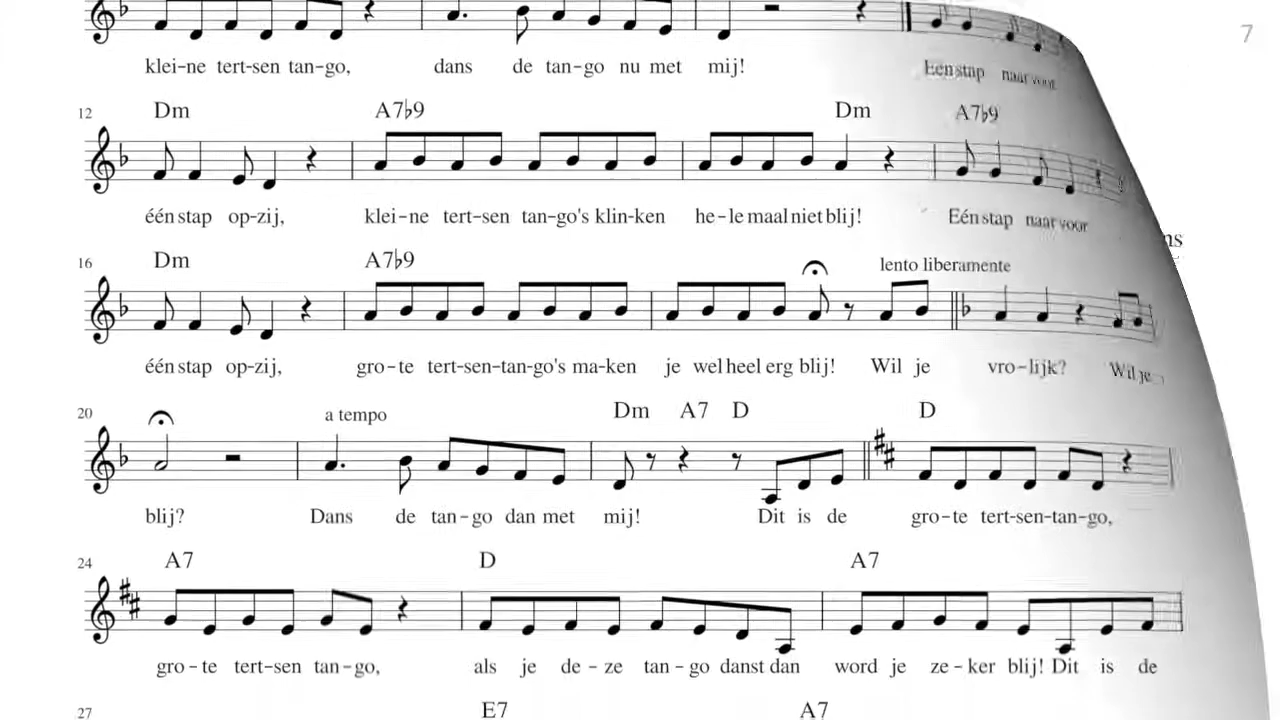 7
klei-ne tert-sen tan-go, dans de tan-go nu met mij! Eén stap naar voor
12 Dm A7♭9 Dm A7♭9
één stap op-zij, klei-ne tert-sen tan-go's klin-ken he-le maal niet blij! Eén stap naar voor
16 Dm A7♭9 lento liberamente
één stap op-zij, gro-te tert-sen-tan-go's ma-ken je wel heel erg blij! Wil je vro-lijk? Wil je
20 a tempo Dm A7 D D
blij? Dans de tan-go dan met mij! Dit is de gro-te tert-sen-tan-go,
24 A7 D A7
gro-te tert-sen tan-go, als je de-ze tan-go danst dan word je ze-ker blij! Dit is de
27 E7 A7